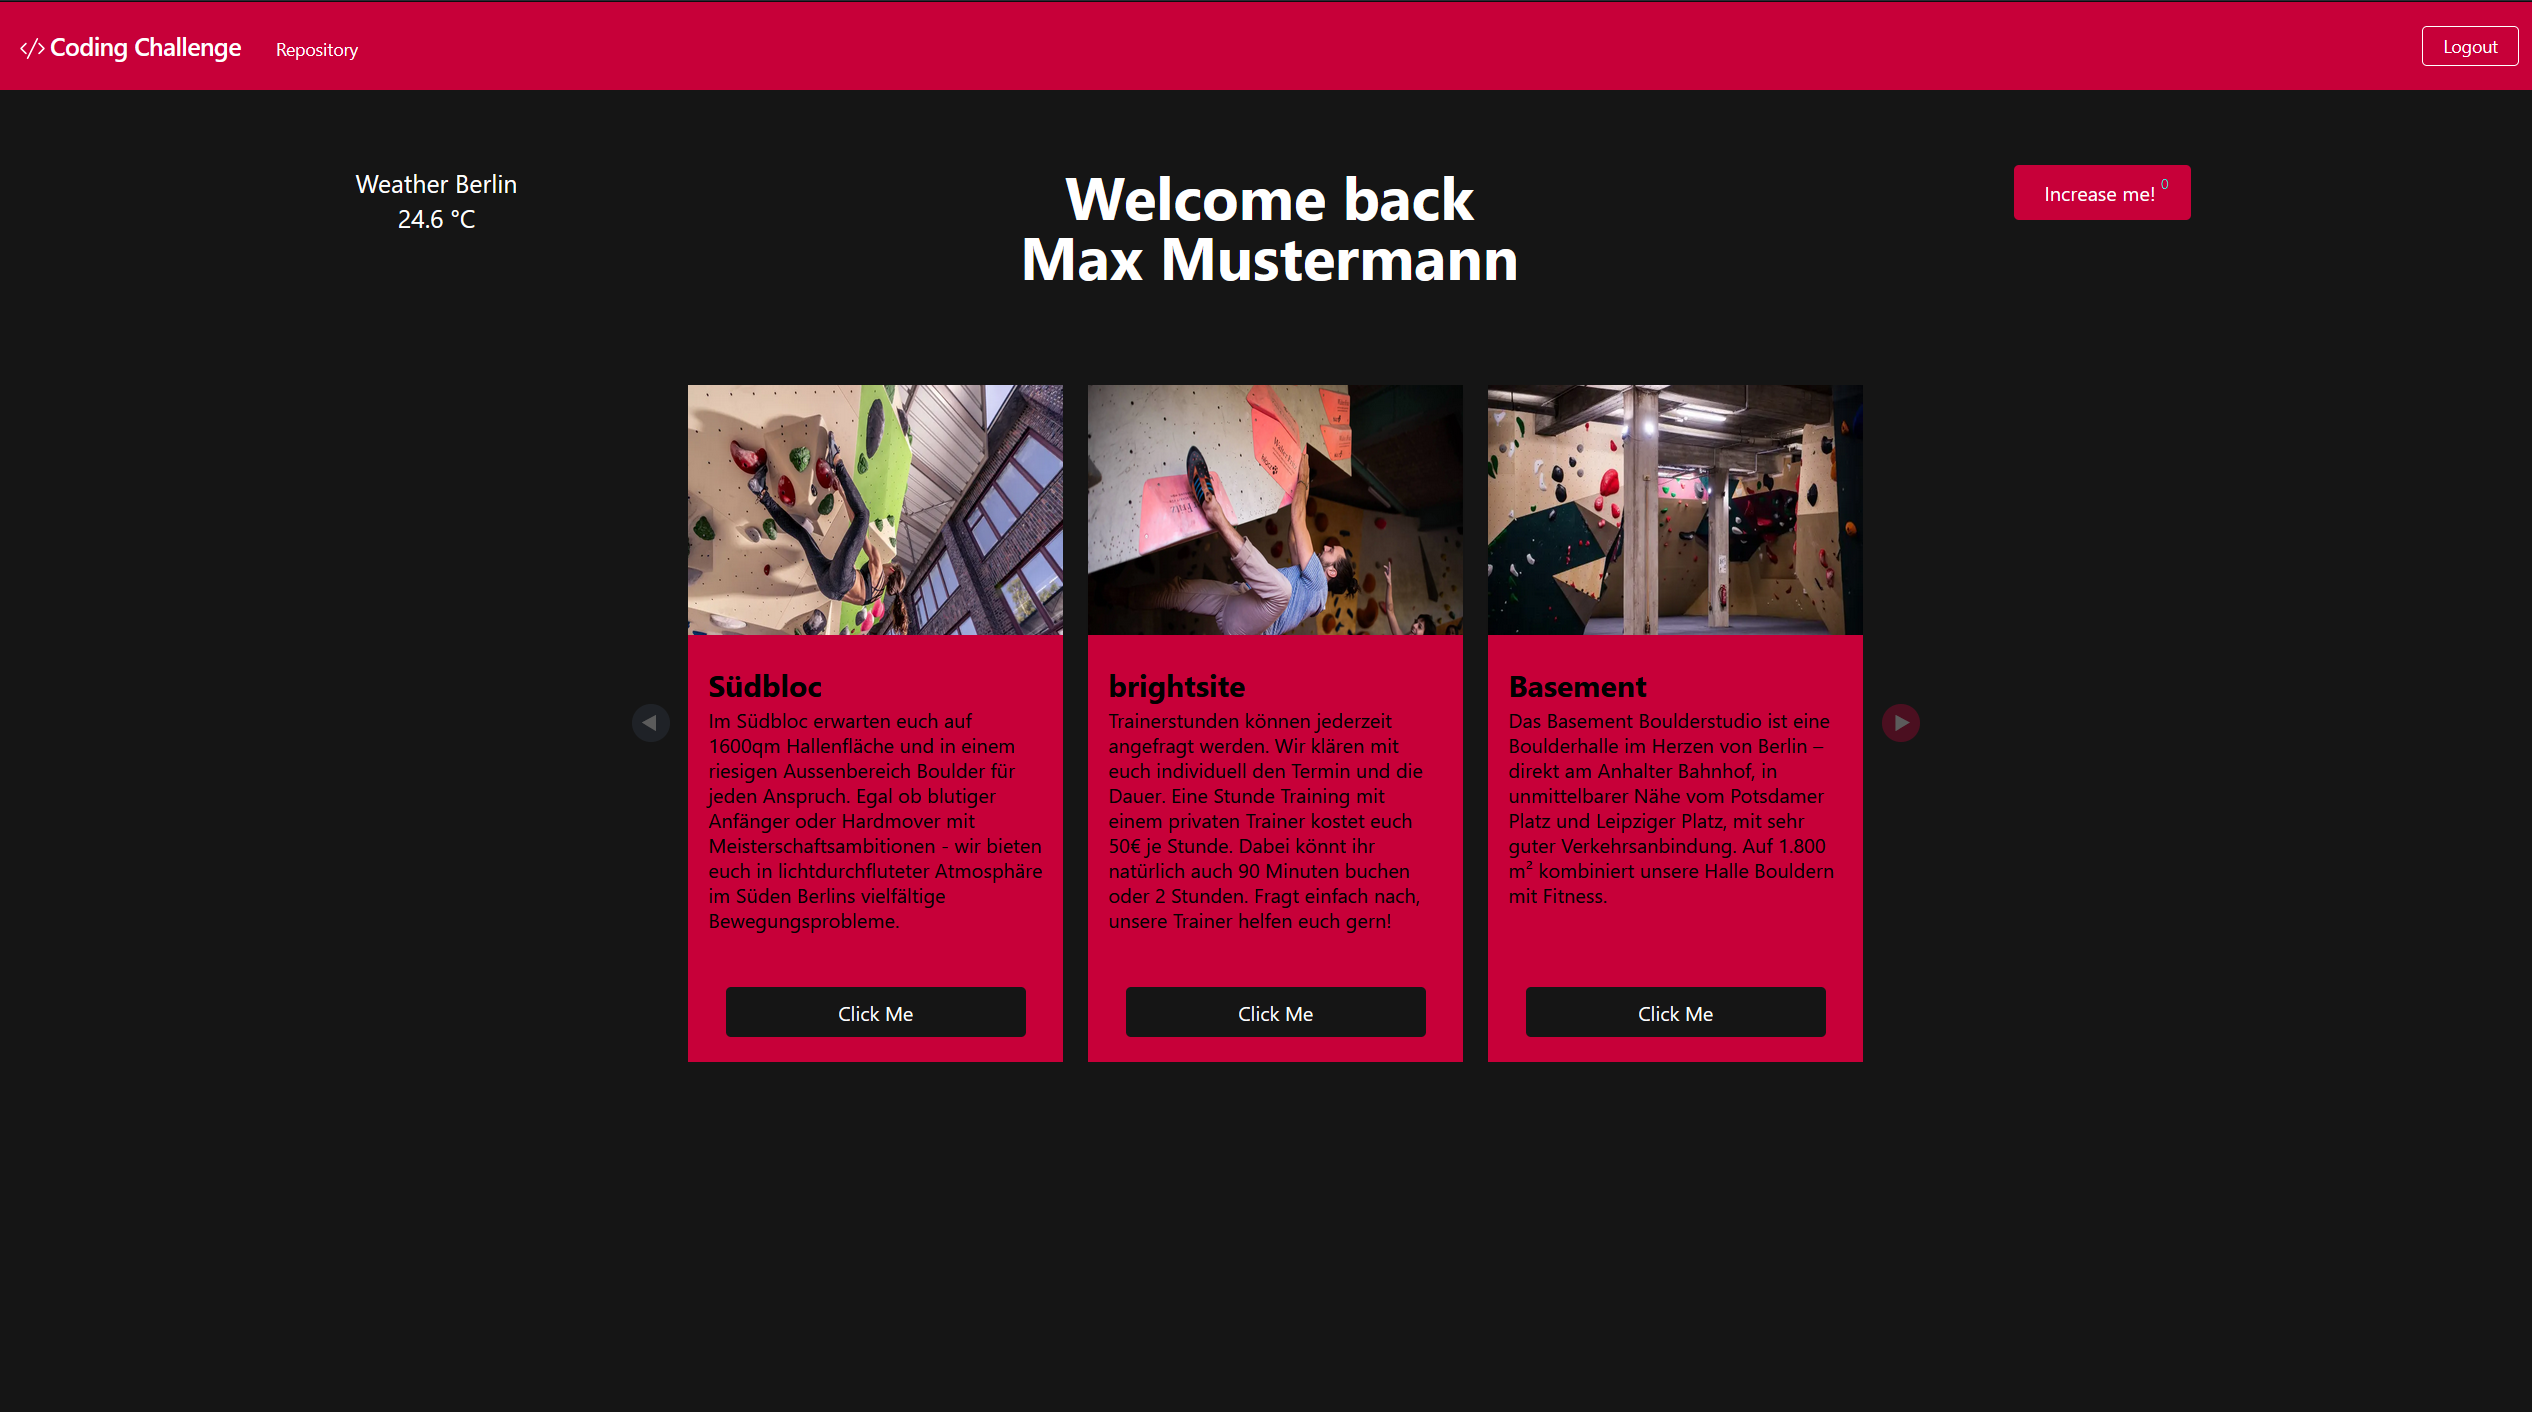 </> Coding Challenge Repository Logout
Weather Berlin
24.6 °C
Welcome back
Max Mustermann
Increase me! 0
Südbloc
Im Südbloc erwarten euch auf
1600qm Hallenfläche und in einem
riesigen Aussenbereich Boulder für
jeden Anspruch. Egal ob blutiger
Anfänger oder Hardmover mit
Meisterschaftsambitionen - wir bieten
euch in lichtdurchfluteter Atmosphäre
im Süden Berlins vielfältige
Bewegungsprobleme.
Click Me
brightsite
Trainerstunden können jederzeit
angefragt werden. Wir klären mit
euch individuell den Termin und die
Dauer. Eine Stunde Training mit
einem privaten Trainer kostet euch
50€ je Stunde. Dabei könnt ihr
natürlich auch 90 Minuten buchen
oder 2 Stunden. Fragt einfach nach,
unsere Trainer helfen euch gern!
Click Me
Basement
Das Basement Boulderstudio ist eine
Boulderhalle im Herzen von Berlin –
direkt am Anhalter Bahnhof, in
unmittelbarer Nähe vom Potsdamer
Platz und Leipziger Platz, mit sehr
guter Verkehrsanbindung. Auf 1.800
m² kombiniert unsere Halle Bouldern
mit Fitness.
Click Me